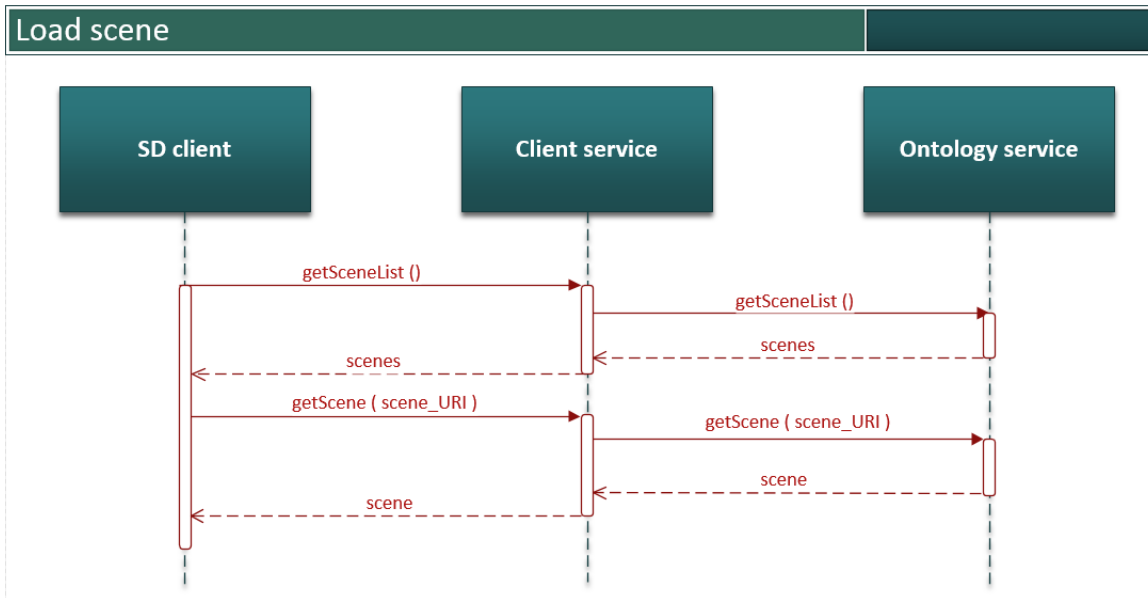 Load scene
SD client
Client service
Ontology service
getSceneList ()
getSceneList ()
scenes
scenes
getScene ( scene_URI )
getScene ( scene_URI )
scene
scene